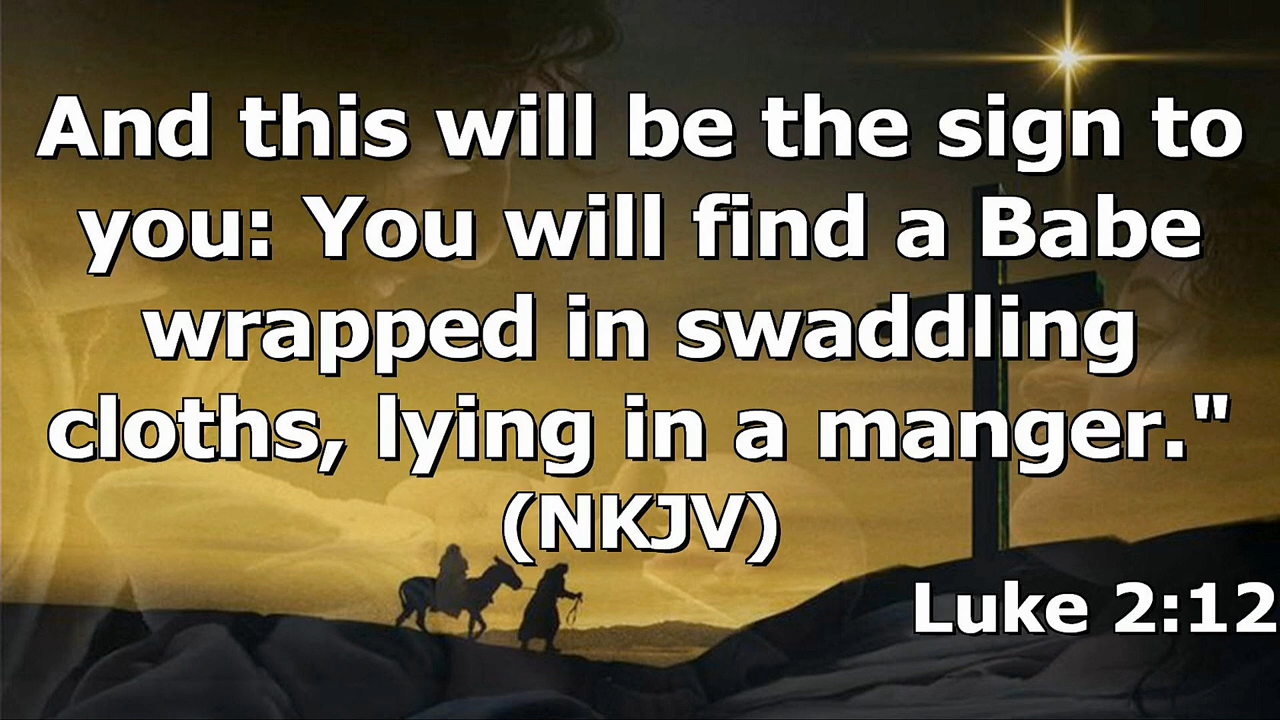 And this will be the sign to
you: You will find a Babe
wrapped in swaddling
cloths, lying in a manger."
(NKJV)
Luke 2:12